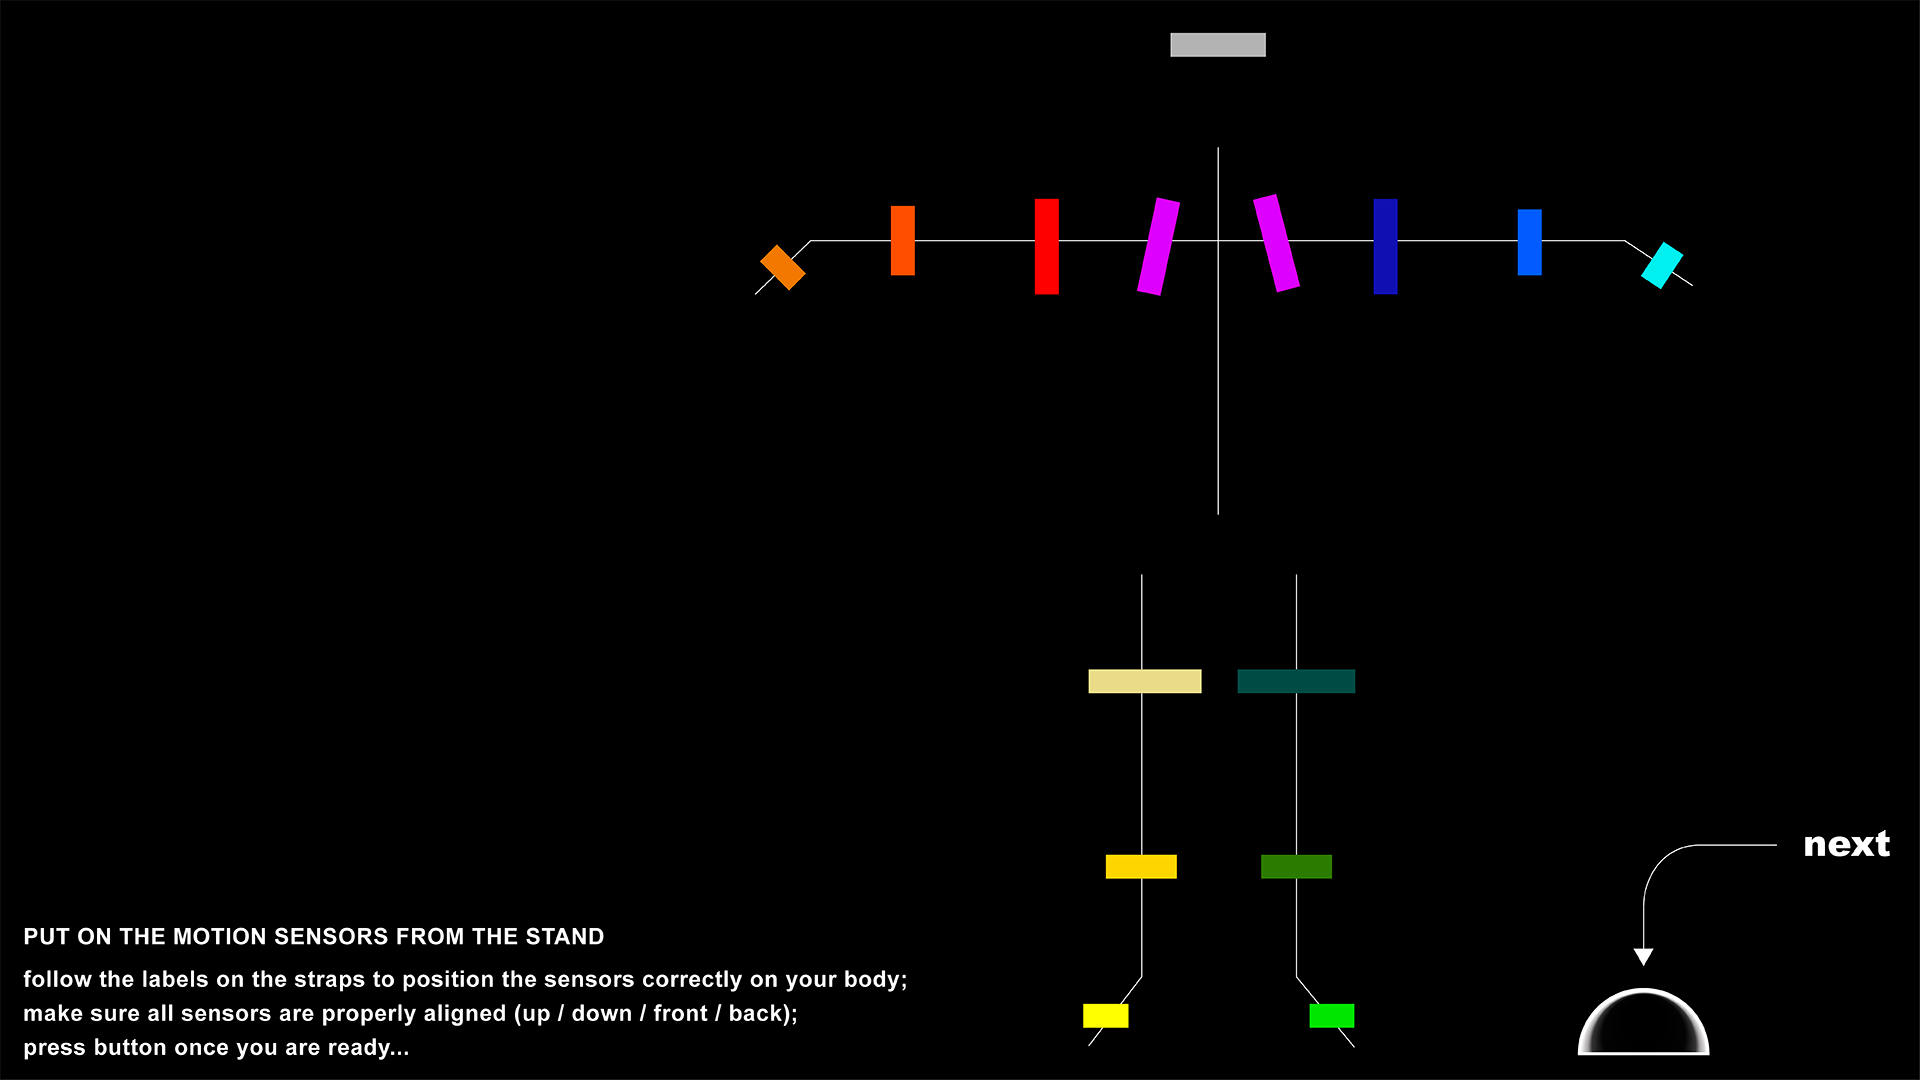 next
PUT ON THE MOTION SENSORS FROM THE STAND
follow the labels on the straps to position the sensors correctly on your body;
make sure all sensors are properly aligned (up / down / front / back);
press button once you are ready...